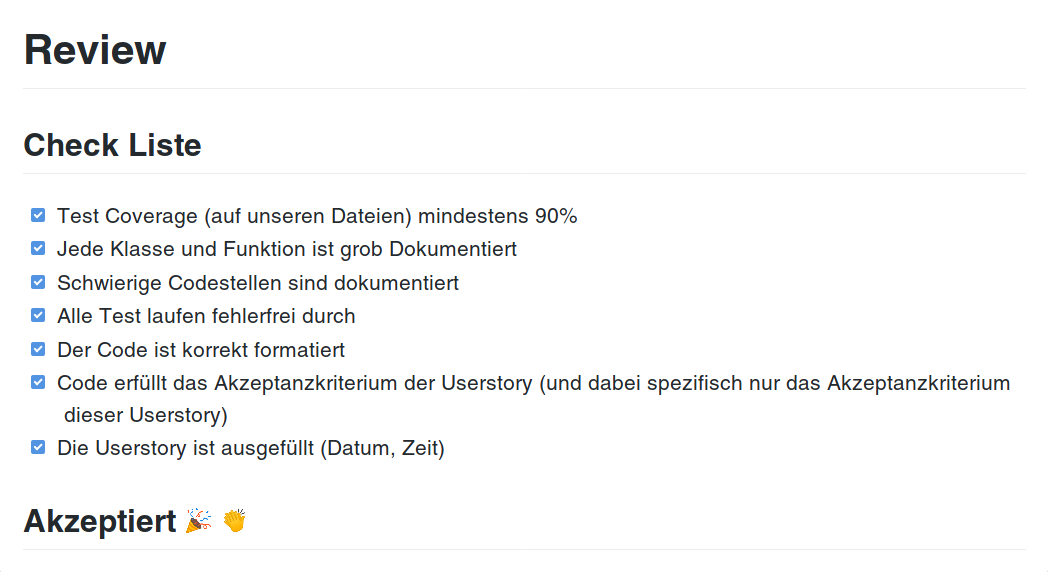 Review
Check Liste
Test Coverage (auf unseren Dateien) mindestens 90%
Jede Klasse und Funktion ist grob Dokumentiert
Schwierige Codestellen sind dokumentiert
Alle Test laufen fehlerfrei durch
Der Code ist korrekt formatiert
Code erfüllt das Akzeptanzkriterium der Userstory (und dabei spezifisch nur das Akzeptanzkriterium
dieser Userstory)
Die Userstory ist ausgefüllt (Datum, Zeit)
Akzeptiert 🎉 👏